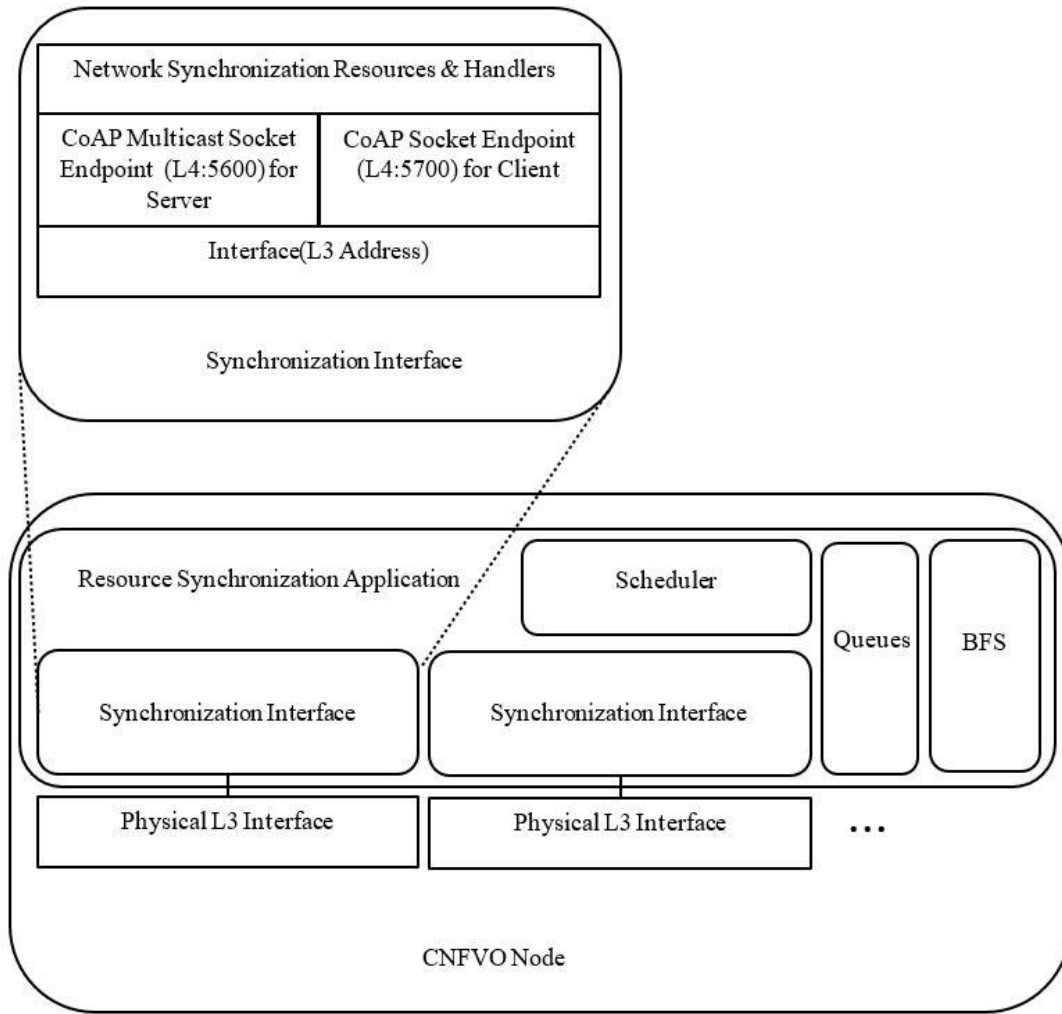 Network Synchronization Resources & Handlers
CoAP Multicast Socket
Endpoint (L4:5600) for
Server
CoAP Socket Endpoint
(L4:5700) for Client
Interface(L3 Address)
Synchronization Interface
Resource Synchronization Application
Scheduler
Queues
BFS
Synchronization Interface
Synchronization Interface
Physical L3 Interface
Physical L3 Interface
...
CNFVO Node